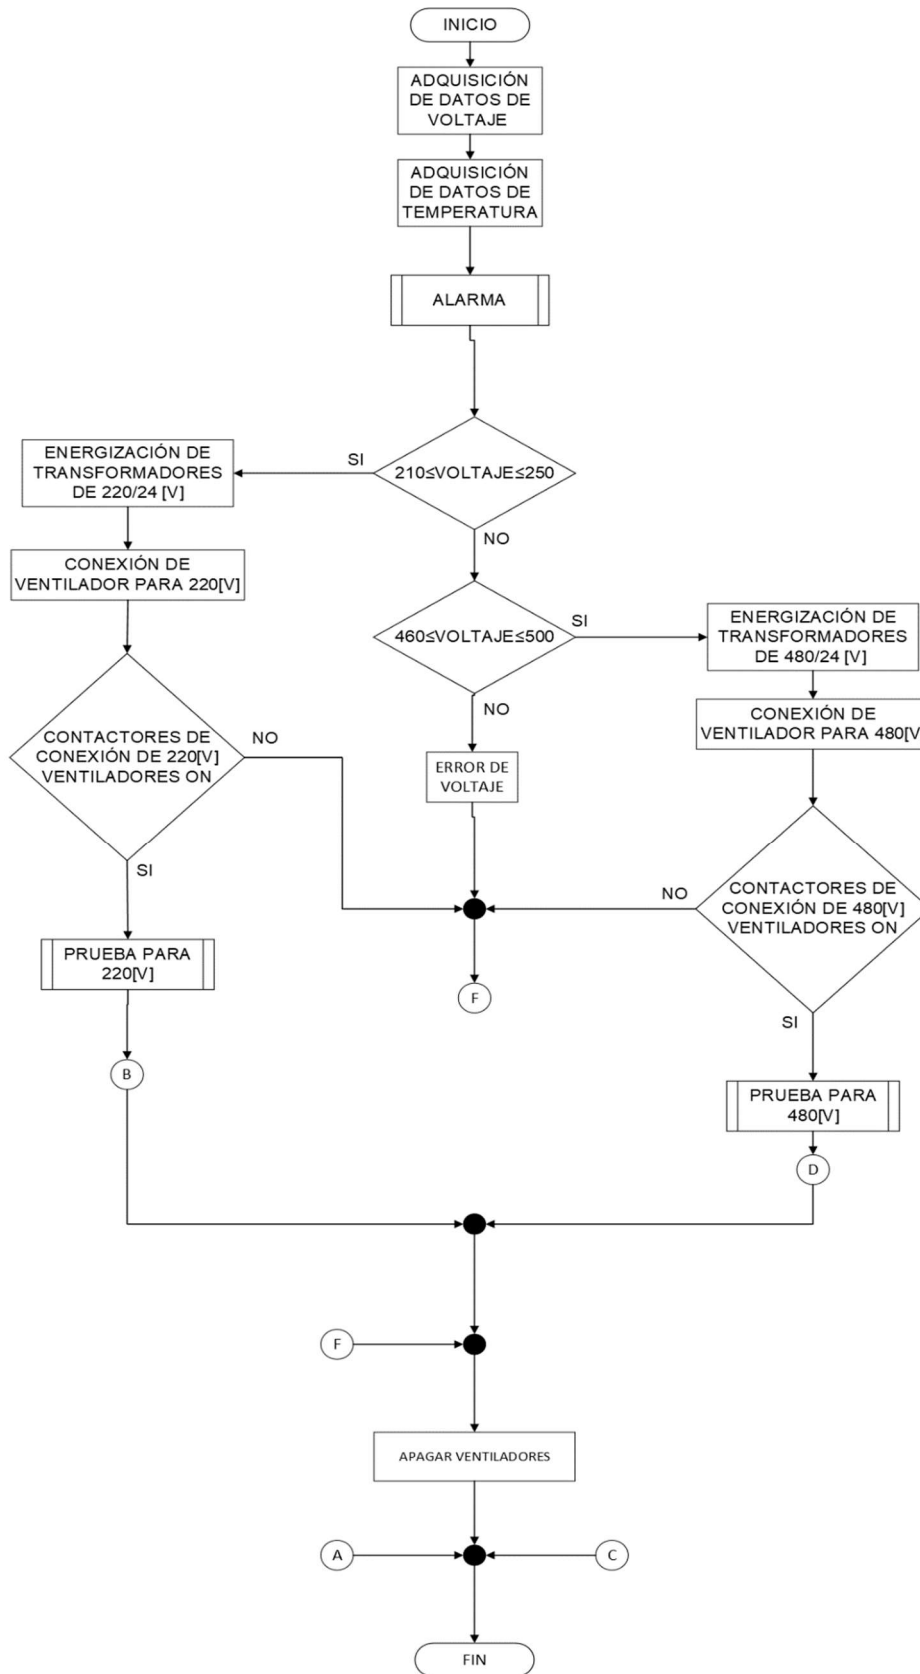 INICIO
ADQUISICIÓN
DE DATOS DE
VOLTAJE
ADQUISICIÓN
DE DATOS DE
TEMPERATURA
ALARMA
210≤VOLTAJE≤250
SI
NO
ENERGIZACIÓN DE
TRANSFORMADORES
DE 220/24 [V]
CONEXIÓN DE
VENTILADOR PARA 220[V]
CONTACTORES DE
CONEXIÓN DE 220[V]
VENTILADORES ON
NO
SI
PRUEBA PARA
220[V]
B
460≤VOLTAJE≤500
SI
NO
ERROR DE
VOLTAJE
F
ENERGIZACIÓN DE
TRANSFORMADORES
DE 480/24 [V]
CONEXIÓN DE
VENTILADOR PARA 480[V]
CONTACTORES DE
CONEXIÓN DE 480[V]
VENTILADORES ON
NO
SI
PRUEBA PARA
480[V]
D
F
APAGAR VENTILADORES
A
C
FIN